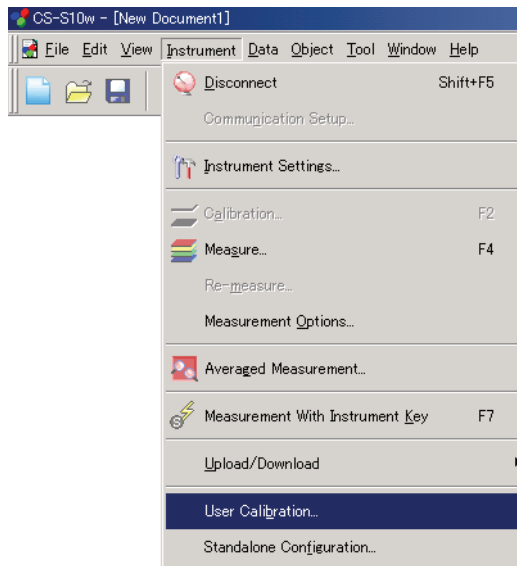 CS-S10w - [New Document1]
File Edit View Instrument Data Object Tool Window Help
Disconnect Shift+F5
Communication Setup...
Instrument Settings...
Calibration... F2
Measure... F4
Re-measure...
Measurement Options...
Averaged Measurement...
Measurement With Instrument Key F7
Upload/Download
User Calibration...
Standalone Configuration...